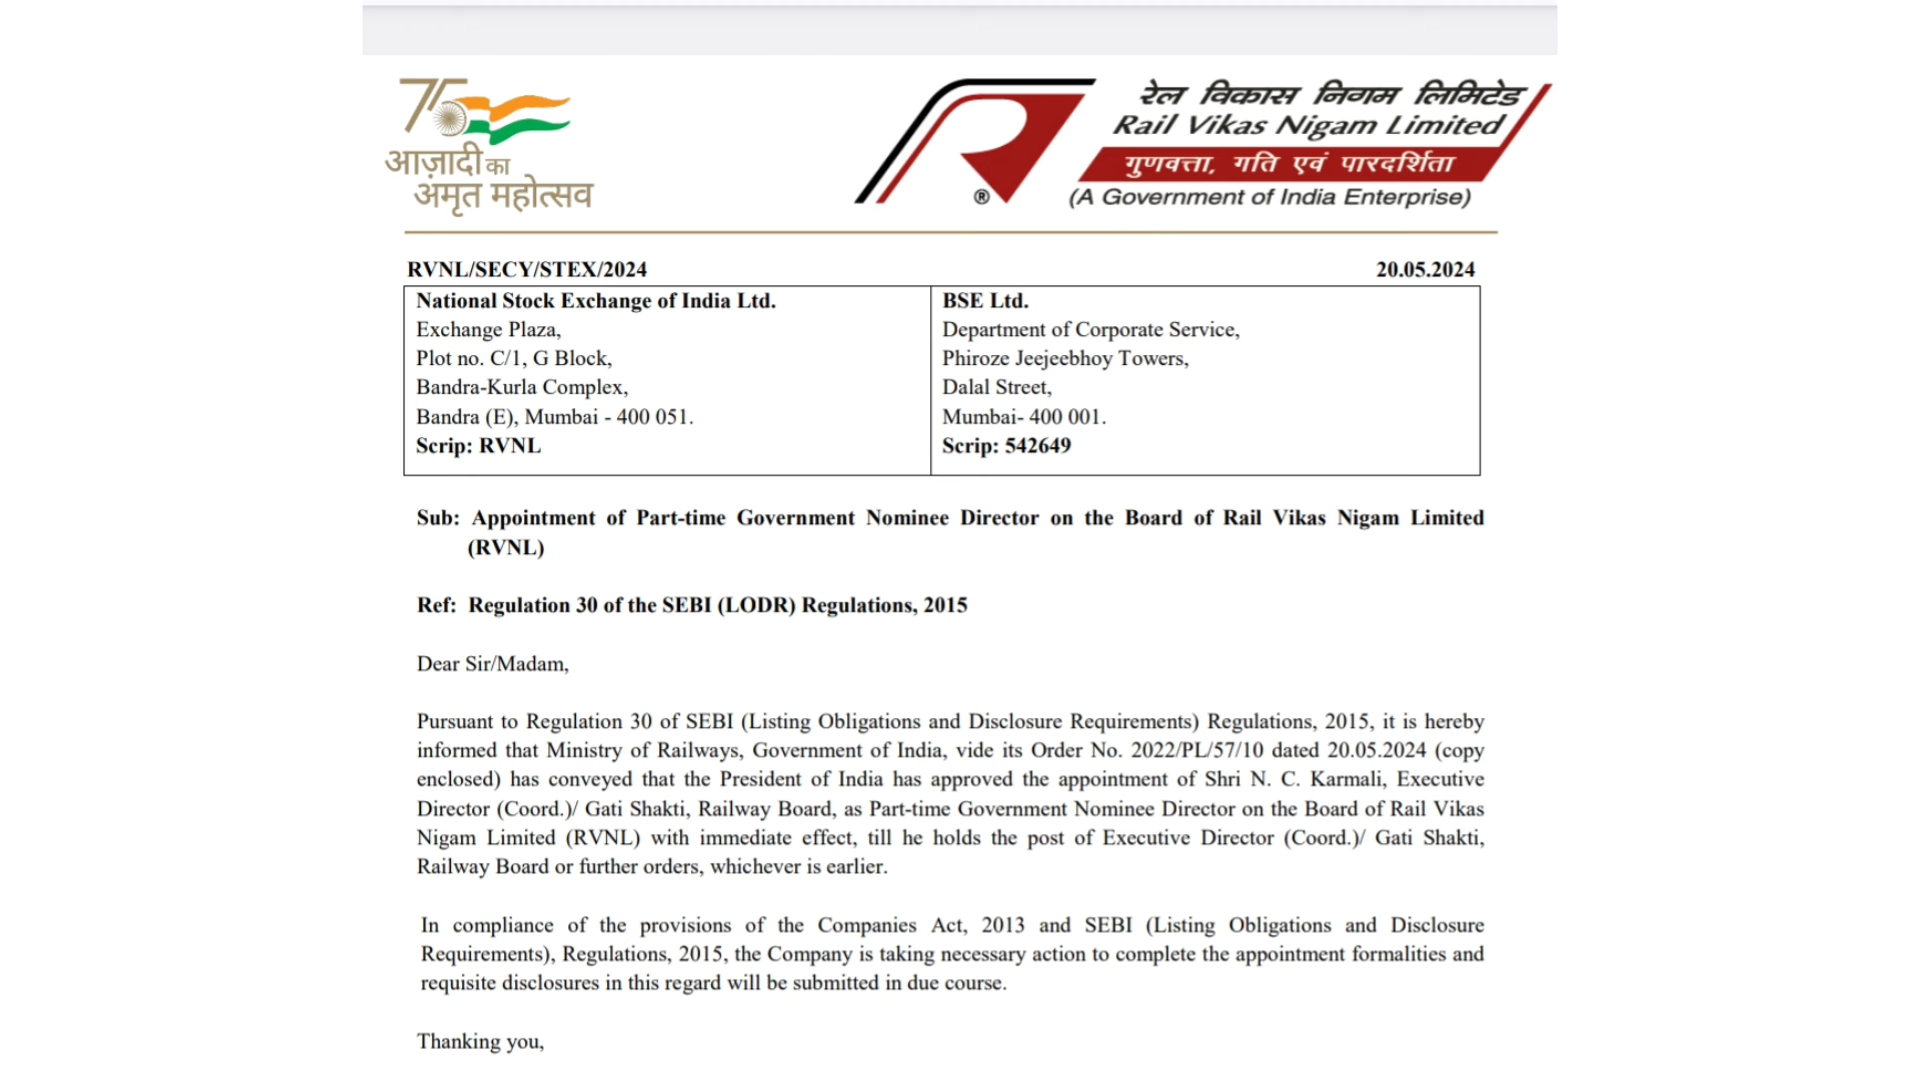 75
आज़ादी का
अमृत महोत्सव
रेल विकास निगम लिमिटेड
Rail Vikas Nigam Limited
गुणवत्ता, गति एवं पारदर्शिता
(A Government of India Enterprise)
®
RVNL/SECY/STEX/2024 20.05.2024
National Stock Exchange of India Ltd.
Exchange Plaza,
Plot no. C/1, G Block,
Bandra-Kurla Complex,
Bandra (E), Mumbai - 400 051.
Scrip: RVNL
BSE Ltd.
Department of Corporate Service,
Phiroze Jeejeebhoy Towers,
Dalal Street,
Mumbai- 400 001.
Scrip: 542649
Sub: Appointment of Part-time Government Nominee Director on the Board of Rail Vikas Nigam Limited
(RVNL)
Ref: Regulation 30 of the SEBI (LODR) Regulations, 2015
Dear Sir/Madam,
Pursuant to Regulation 30 of SEBI (Listing Obligations and Disclosure Requirements) Regulations, 2015, it is hereby
informed that Ministry of Railways, Government of India, vide its Order No. 2022/PL/57/10 dated 20.05.2024 (copy
enclosed) has conveyed that the President of India has approved the appointment of Shri N. C. Karmali, Executive
Director (Coord.)/ Gati Shakti, Railway Board, as Part-time Government Nominee Director on the Board of Rail Vikas
Nigam Limited (RVNL) with immediate effect, till he holds the post of Executive Director (Coord.)/ Gati Shakti,
Railway Board or further orders, whichever is earlier.
In compliance of the provisions of the Companies Act, 2013 and SEBI (Listing Obligations and Disclosure
Requirements), Regulations, 2015, the Company is taking necessary action to complete the appointment formalities and
requisite disclosures in this regard will be submitted in due course.
Thanking you,